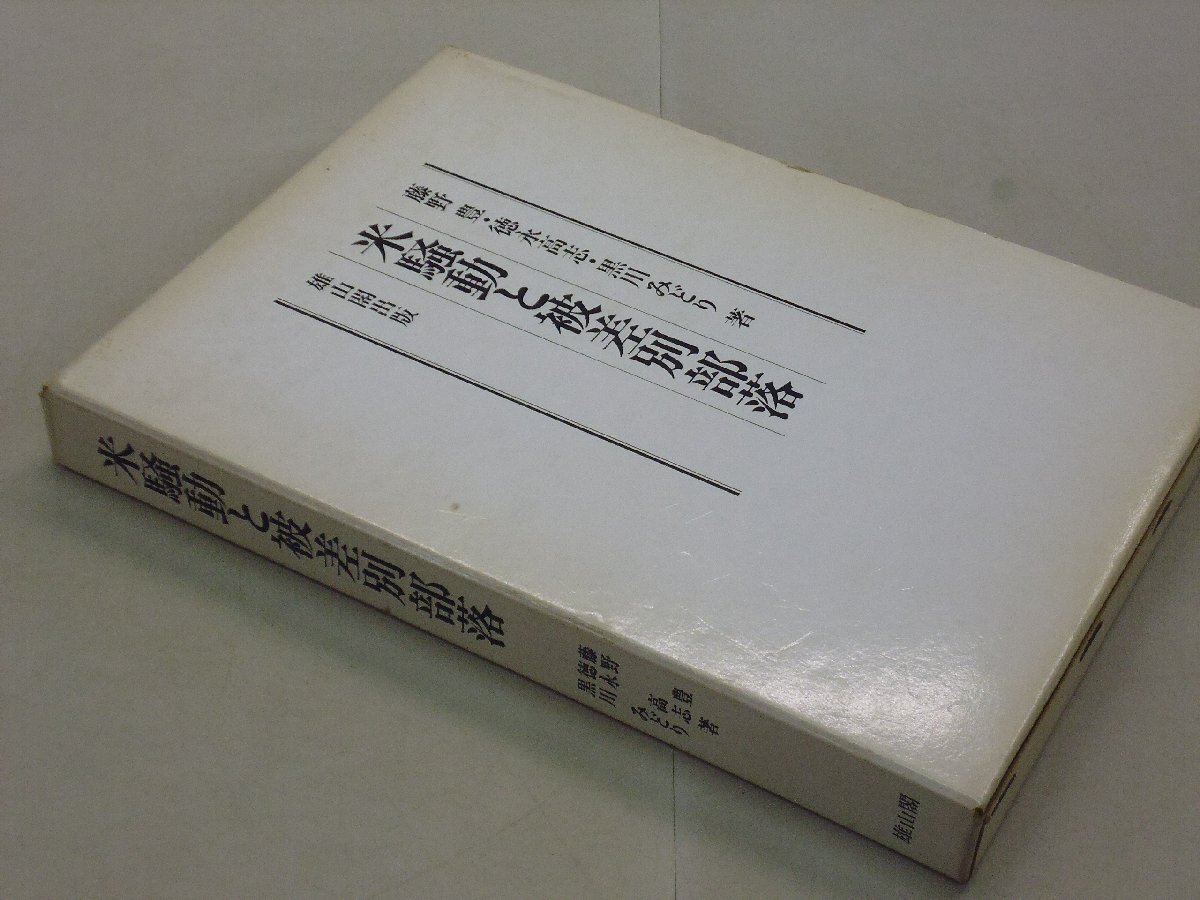 藤野 豊・徳永高志・黒川みどり 著
米騒動と被差別部落
雄山閣出版
米騒動と被差別部落
藤野 豊
徳永 高志 著
黒川 みどり
雄山閣